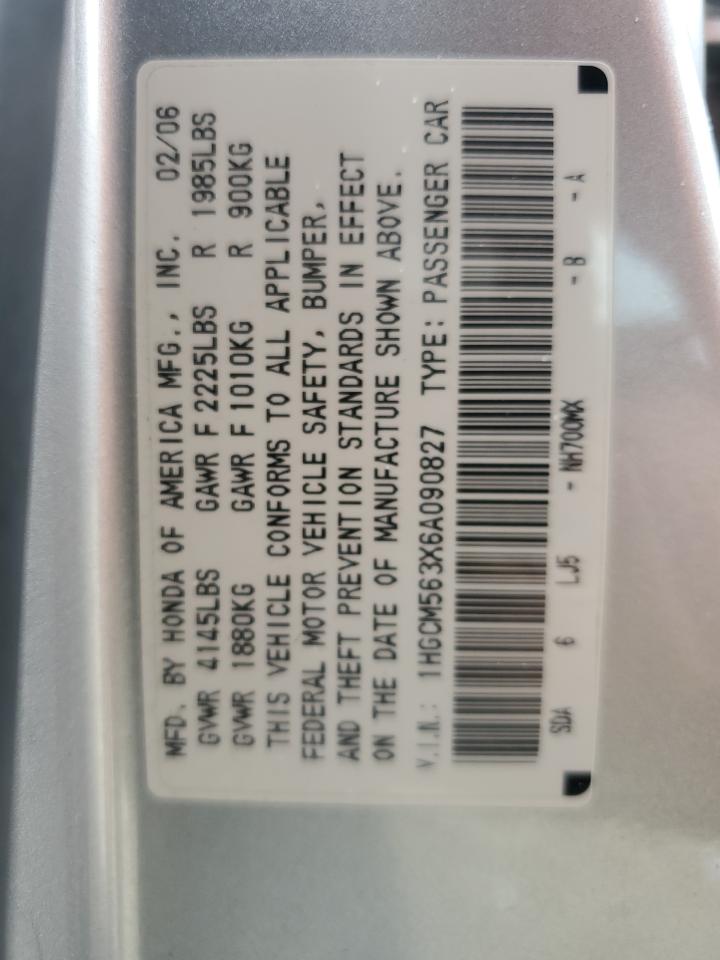 MFD. BY HONDA OF AMERICA MFG., INC. 02/06
GVWR 4145LBS GAWR F 2225LBS R 1985LBS
GVWR 1880KG GAWR F 1010KG R 900KG
THIS VEHICLE CONFORMS TO ALL APPLICABLE
FEDERAL MOTOR VEHICLE SAFETY, BUMPER,
AND THEFT PREVENTION STANDARDS IN EFFECT
ON THE DATE OF MANUFACTURE SHOWN ABOVE.
V.I.N.: 1HGCM563X6A090827 TYPE: PASSENGER CAR
SDA 6 LJ5 - NH700MX - B - A